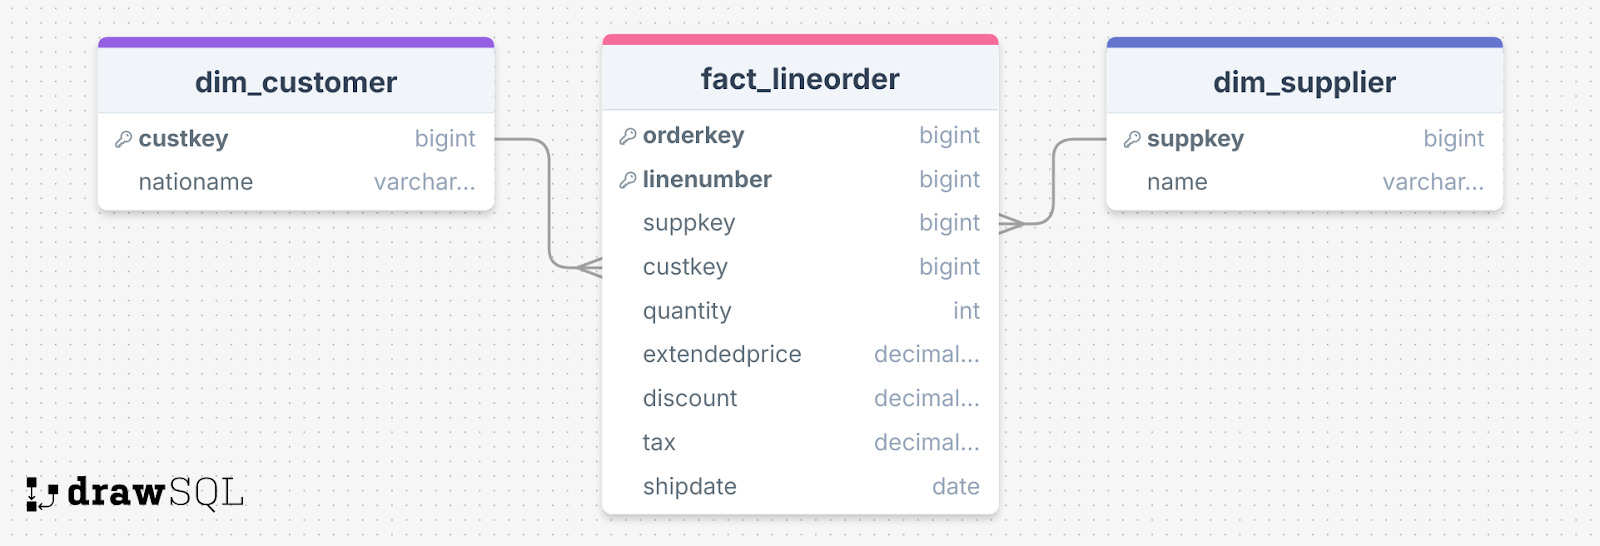 dim_customer
custkey bigint
nationame varchar...
fact_lineorder
orderkey bigint
linenumber bigint
suppkey bigint
custkey bigint
quantity int
extendedprice decimal...
discount decimal...
tax decimal...
shipdate date
dim_supplier
suppkey bigint
name varchar...
drawSQL